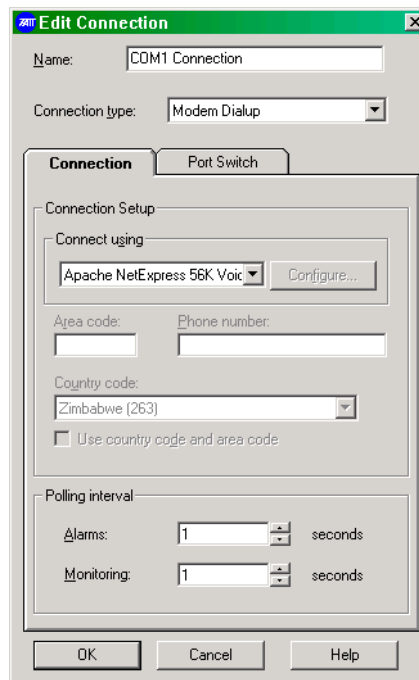 Edit Connection
Name: COM1 Connection
Connection type: Modem Dialup
Connection Port Switch
Connection Setup
Connect using
Apache NetExpress 56K Voic Configure...
Area code: Phone number:
Country code:
Zimbabwe (263)
Use country code and area code
Polling interval
Alarms: 1 seconds
Monitoring: 1 seconds
OK Cancel Help